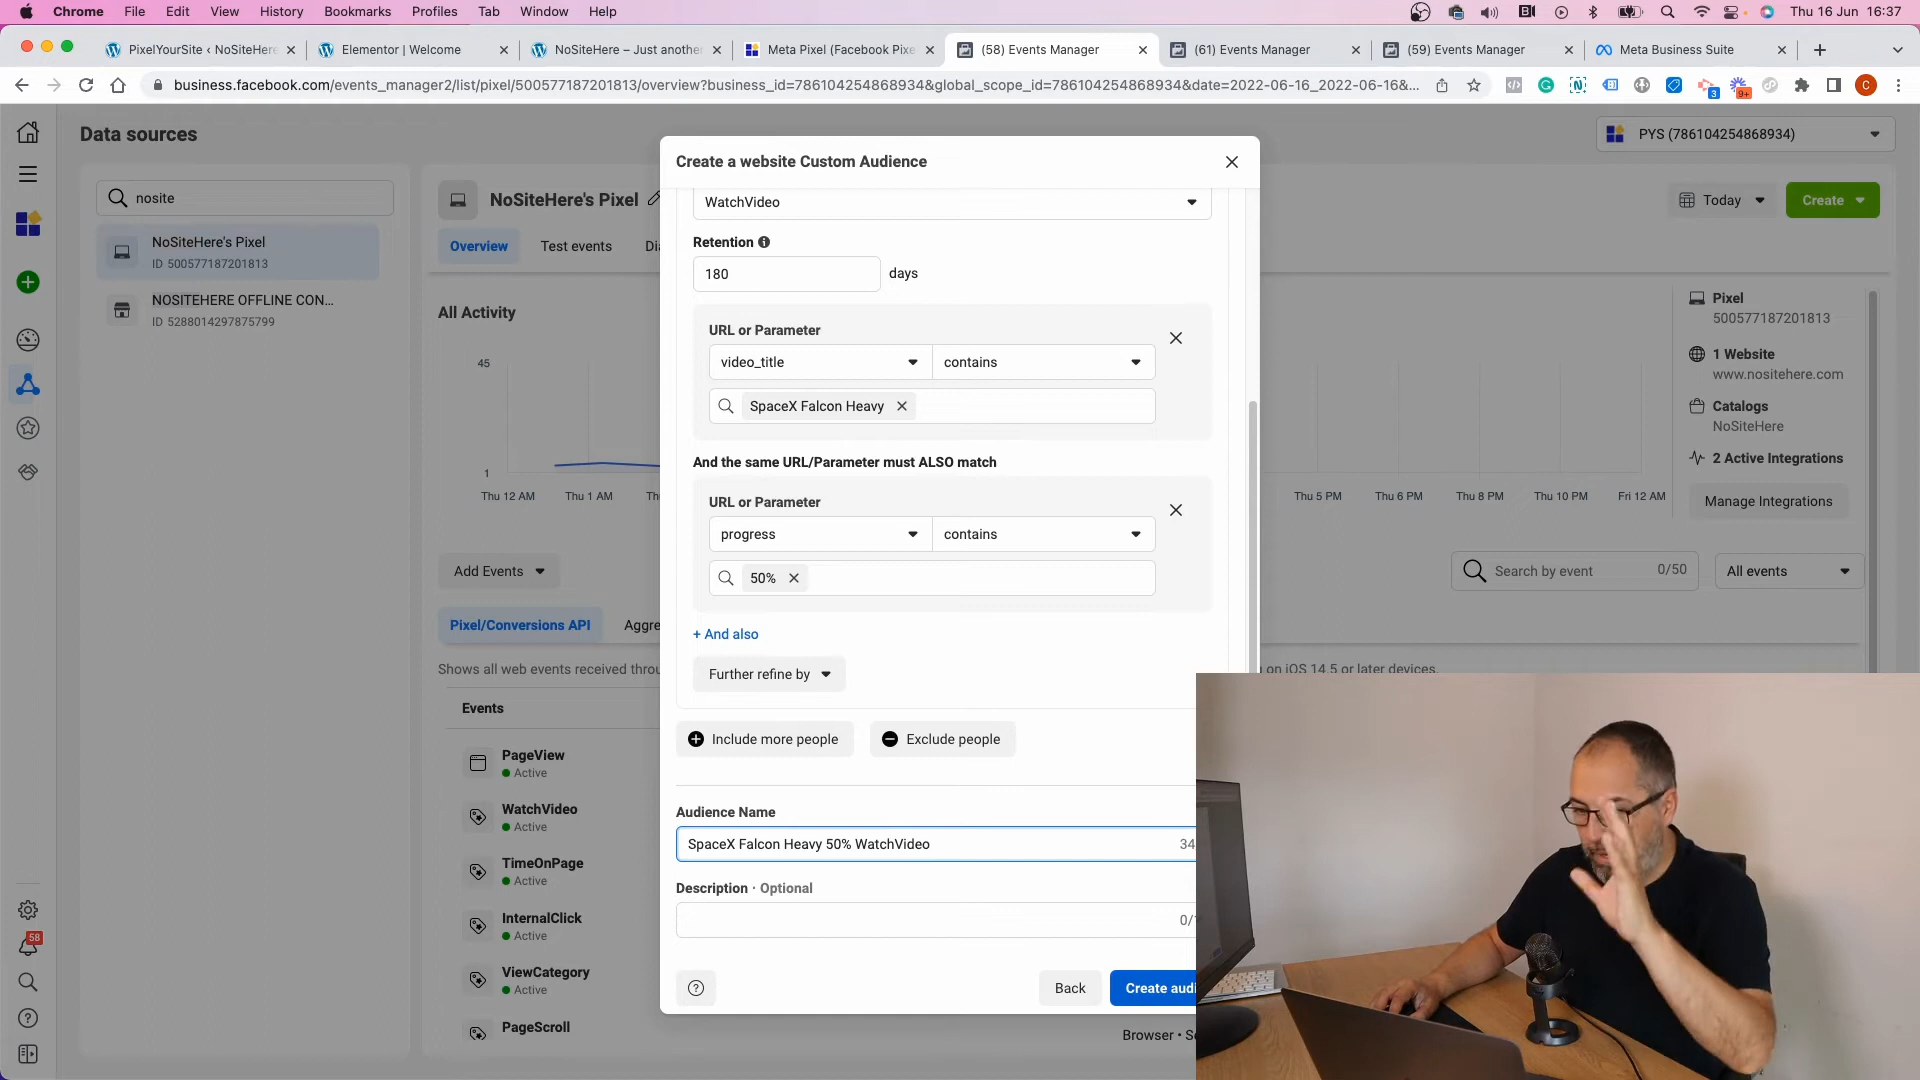 Chrome File Edit View History Bookmarks Profiles Tab Window Help
Thu 16 Jun 16:37
PixelYourSite ‹ NoSiteHere
Elementor | Welcome
NoSiteHere – Just another
Meta Pixel (Facebook Pixe
(58) Events Manager
(61) Events Manager
(59) Events Manager
Meta Business Suite
business.facebook.com/events_manager2/list/pixel/500577187201813/overview?business_id=786104254868934&global_scope_id=786104254868934&date=2022-06-16_2022-06-16&...
3
9+
C
Data sources
PYS (786104254868934)
nosite
NoSiteHere's Pixel
ID 500577187201813
NOSITEHERE OFFLINE CON...
ID 5288014297875799
NoSiteHere's Pixel
Today
Create
Overview
Test events
Di
All Activity
45
1
Thu 12 AM
Thu 1 AM
Th
Thu 5 PM
Thu 6 PM
Thu 8 PM
Thu 10 PM
Fri 12 AM
Pixel
500577187201813
1 Website
www.nositehere.com
Catalogs
NoSiteHere
2 Active Integrations
Manage Integrations
Add Events
Search by event
0/50
All events
Pixel/Conversions API
Aggre
Shows all web events received throu
on iOS 14.5 or later devices.
Events
PageView
Active
WatchVideo
Active
TimeOnPage
Active
InternalClick
Active
ViewCategory
Active
PageScroll
Browser • Se
58
Create a website Custom Audience
WatchVideo
Retention
180
days
URL or Parameter
video_title
contains
SpaceX Falcon Heavy
And the same URL/Parameter must ALSO match
URL or Parameter
progress
contains
50%
+ And also
Further refine by
Include more people
Exclude people
Audience Name
SpaceX Falcon Heavy 50% WatchVideo
34
Description · Optional
0/
Back
Create audi